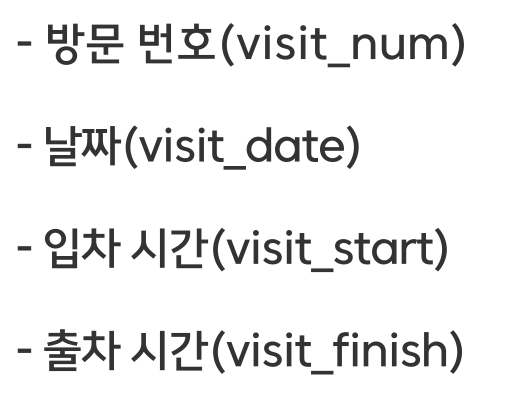 - 방문 번호(visit_num)
- 날짜(visit_date)
- 입차 시간(visit_start)
- 출차 시간(visit_finish)